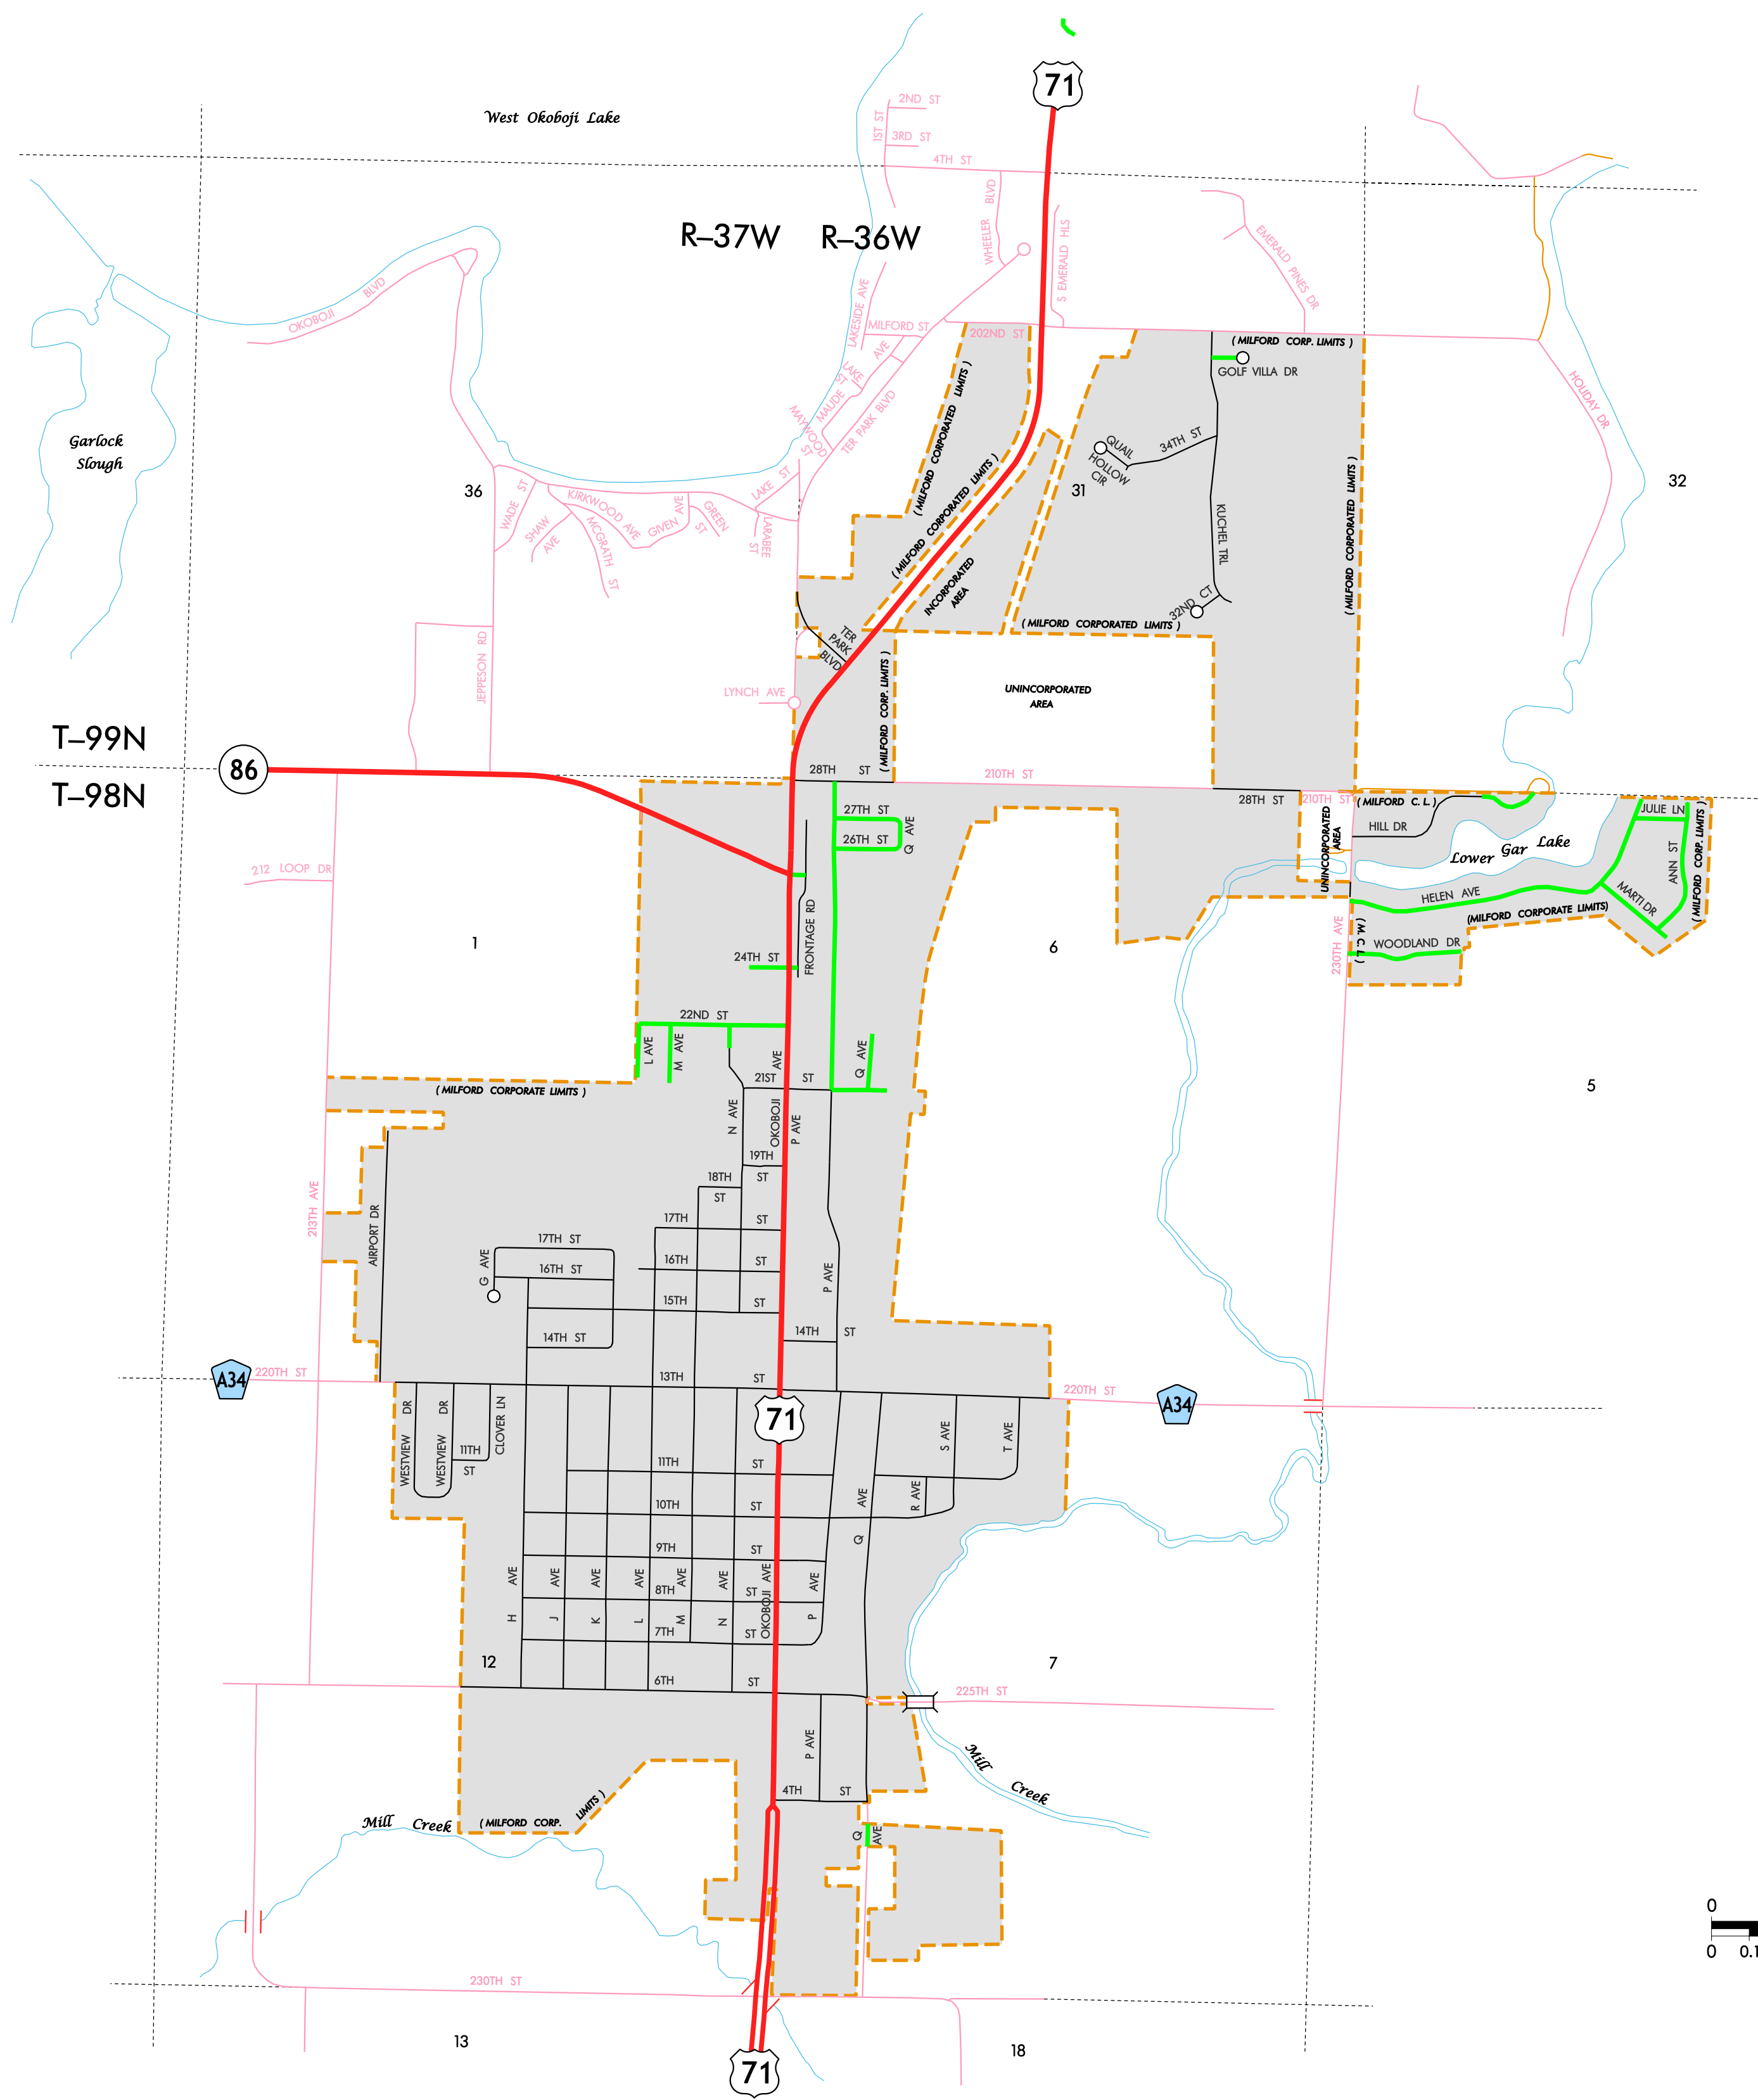 71
2ND ST
1ST ST
3RD ST
4TH ST
West Okoboji Lake
WHEELER BLVD
R–37W R–36W
S EMERALD HLS
EMERALD PINES DR
OKOBOJI BLVD
LAKESIDE AVE
MILFORD ST
202ND ST
( MILFORD CORP. LIMITS )
GOLF VILLA DR
LAKE ST
AVE
MAUDE ST
MAYWOOD ST
TER PARK BLVD
( MILFORD CORPORATED LIMITS )
HOLIDAY DR
Garlock
Slough
QUAIL
HOLLOW
CIR
34TH ST
36
31
32
WADE ST
SHAW AVE
KIRKWOOD AVE
MCGRATH ST
GIVEN AVE
GREEN ST
LAKE ST
LARABEE ST
( MILFORD CORPORATED LIMITS )
INCORPORATED
AREA
KUCHEL TRL
( MILFORD CORPORATED LIMITS )
32ND CT
( MILFORD CORPORATED LIMITS )
TER
PARK
BLVD
JEPPESON RD
LYNCH AVE
( MILFORD CORP. LIMITS )
UNINCORPORATED
AREA
T–99N
86
T–98N
28TH ST
210TH ST
28TH ST
210TH ST
( MILFORD C. L. )
HILL DR
UNINCORPORATED
AREA
Lower Gar Lake
JULIE LN
ANN ST
MARTI DR
( MILFORD CORP. LIMITS )
27TH ST
26TH ST
Q AVE
212 LOOP DR
HELEN AVE
(MILFORD CORPORATE LIMITS)
( M. C. L. )
WOODLAND DR
230TH AVE
FRONTAGE RD
1
6
24TH ST
22ND ST
L AVE
M AVE
Q AVE
21ST ST
5
( MILFORD CORPORATE LIMITS )
N AVE
OKOBOJI AVE
P AVE
19TH ST
18TH ST
213TH AVE
AIRPORT DR
17TH ST
G AVE
17TH ST
16TH ST
16TH ST
P AVE
15TH ST
14TH ST
14TH ST
A34
220TH ST
13TH ST
220TH ST
A34
71
WESTVIEW DR
WESTVIEW DR
CLOVER LN
11TH ST
11TH ST
S AVE
T AVE
R AVE
10TH ST
Q AVE
9TH ST
8TH ST
H AVE
J AVE
K AVE
L AVE
M AVE
N AVE
OKOBOJI AVE
P AVE
7TH ST
12
7
6TH ST
225TH ST
P AVE
4TH ST
Mill Creek
Mill Creek
( MILFORD CORP. LIMITS )
Q AVE
0
0 0.1
230TH ST
13
18
71